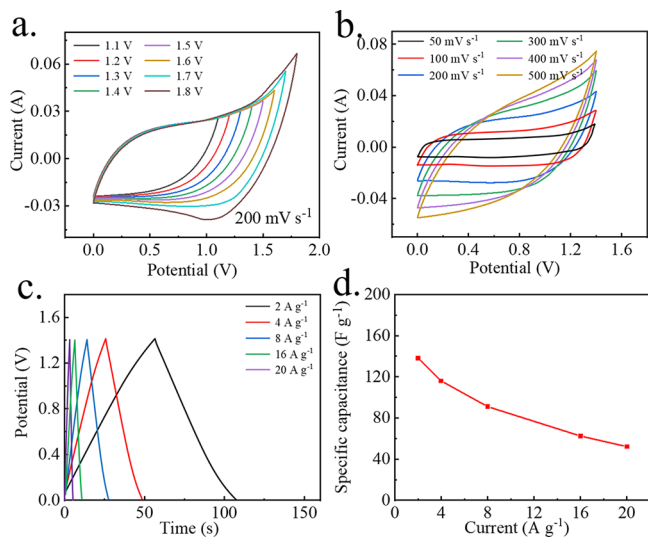 a.
1.1 V
1.2 V
1.3 V
1.4 V
1.5 V
1.6 V
1.7 V
1.8 V
200 mV s⁻¹
Current (A)
0.06
0.03
0.00
-0.03
0.0 0.5 1.0 1.5 2.0
Potential (V)
b.
50 mV s⁻¹
100 mV s⁻¹
200 mV s⁻¹
300 mV s⁻¹
400 mV s⁻¹
500 mV s⁻¹
Current (A)
0.08
0.04
0.00
-0.04
0.0 0.4 0.8 1.2 1.6
Potential (V)
c.
2 A g⁻¹
4 A g⁻¹
8 A g⁻¹
16 A g⁻¹
20 A g⁻¹
Potential (V)
1.6
1.2
0.8
0.4
0.0
0 50 100 150
Time (s)
d.
Specific capacitance (F g⁻¹)
200
160
120
80
40
0
0 4 8 12 16 20
Current (A g⁻¹)